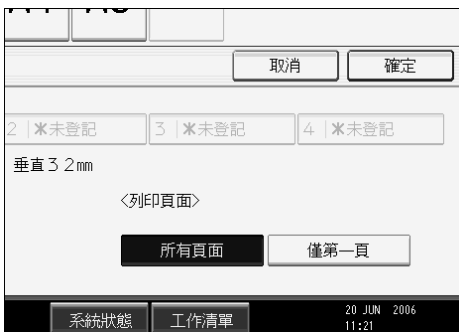 取消 確定
2 ✱未登記 3 ✱未登記 4 ✱未登記
垂直32mm
〈列印頁面〉
所有頁面 僅第一頁
系統狀態 工作清單 20 JUN 2006
11:21